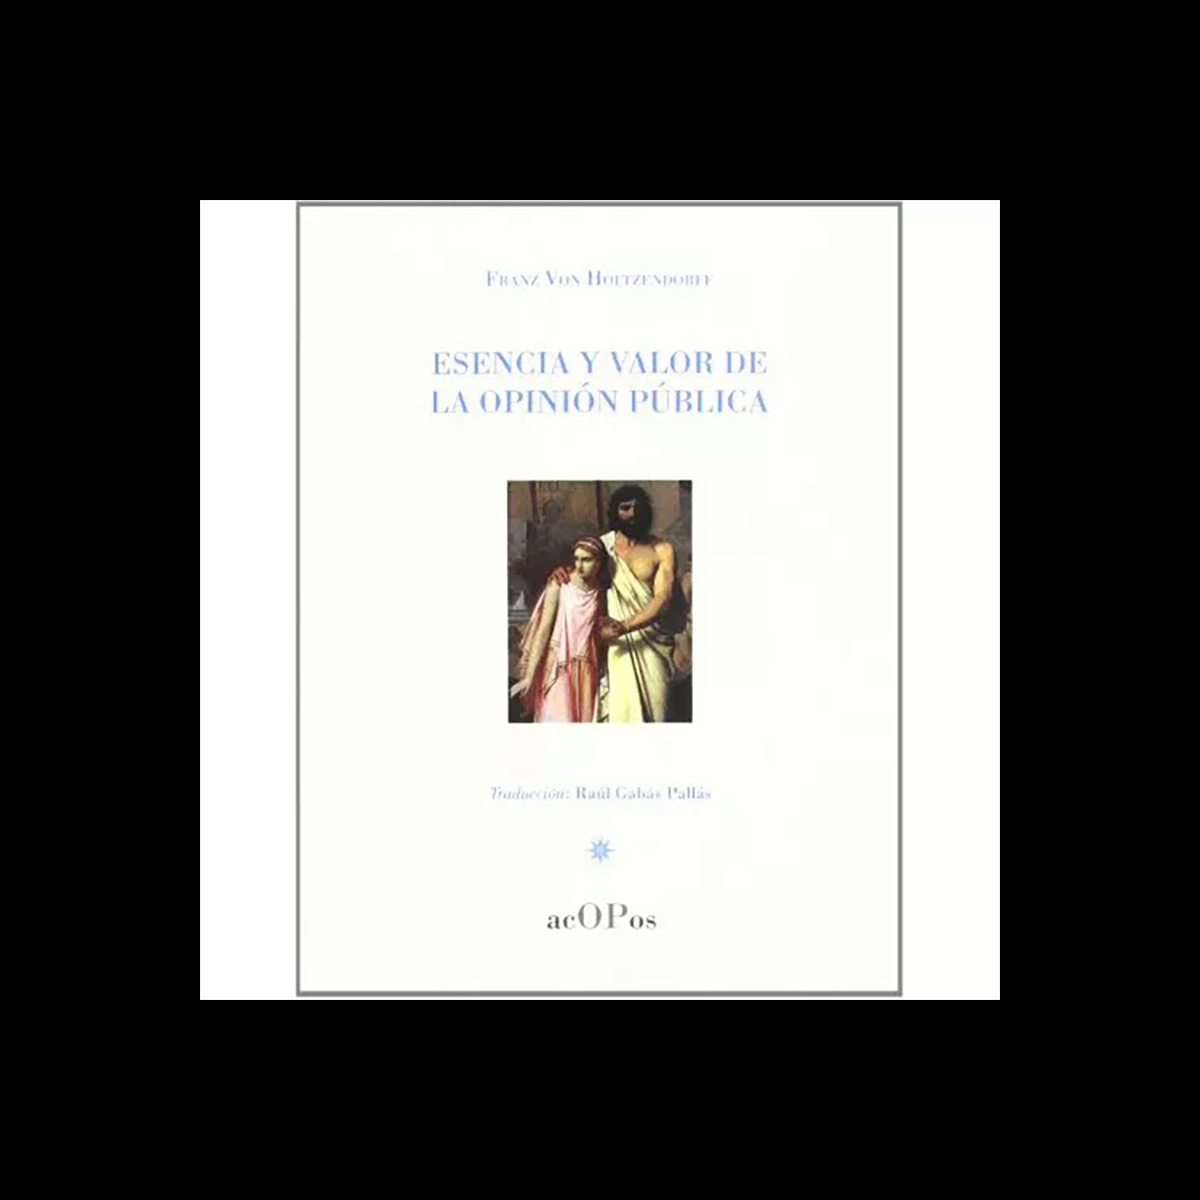 FRANZ VON HOLTZENDORFF
ESENCIA Y VALOR DE
LA OPINIÓN PÚBLICA
Traducción: Raúl Gabás Pallás
acOPos